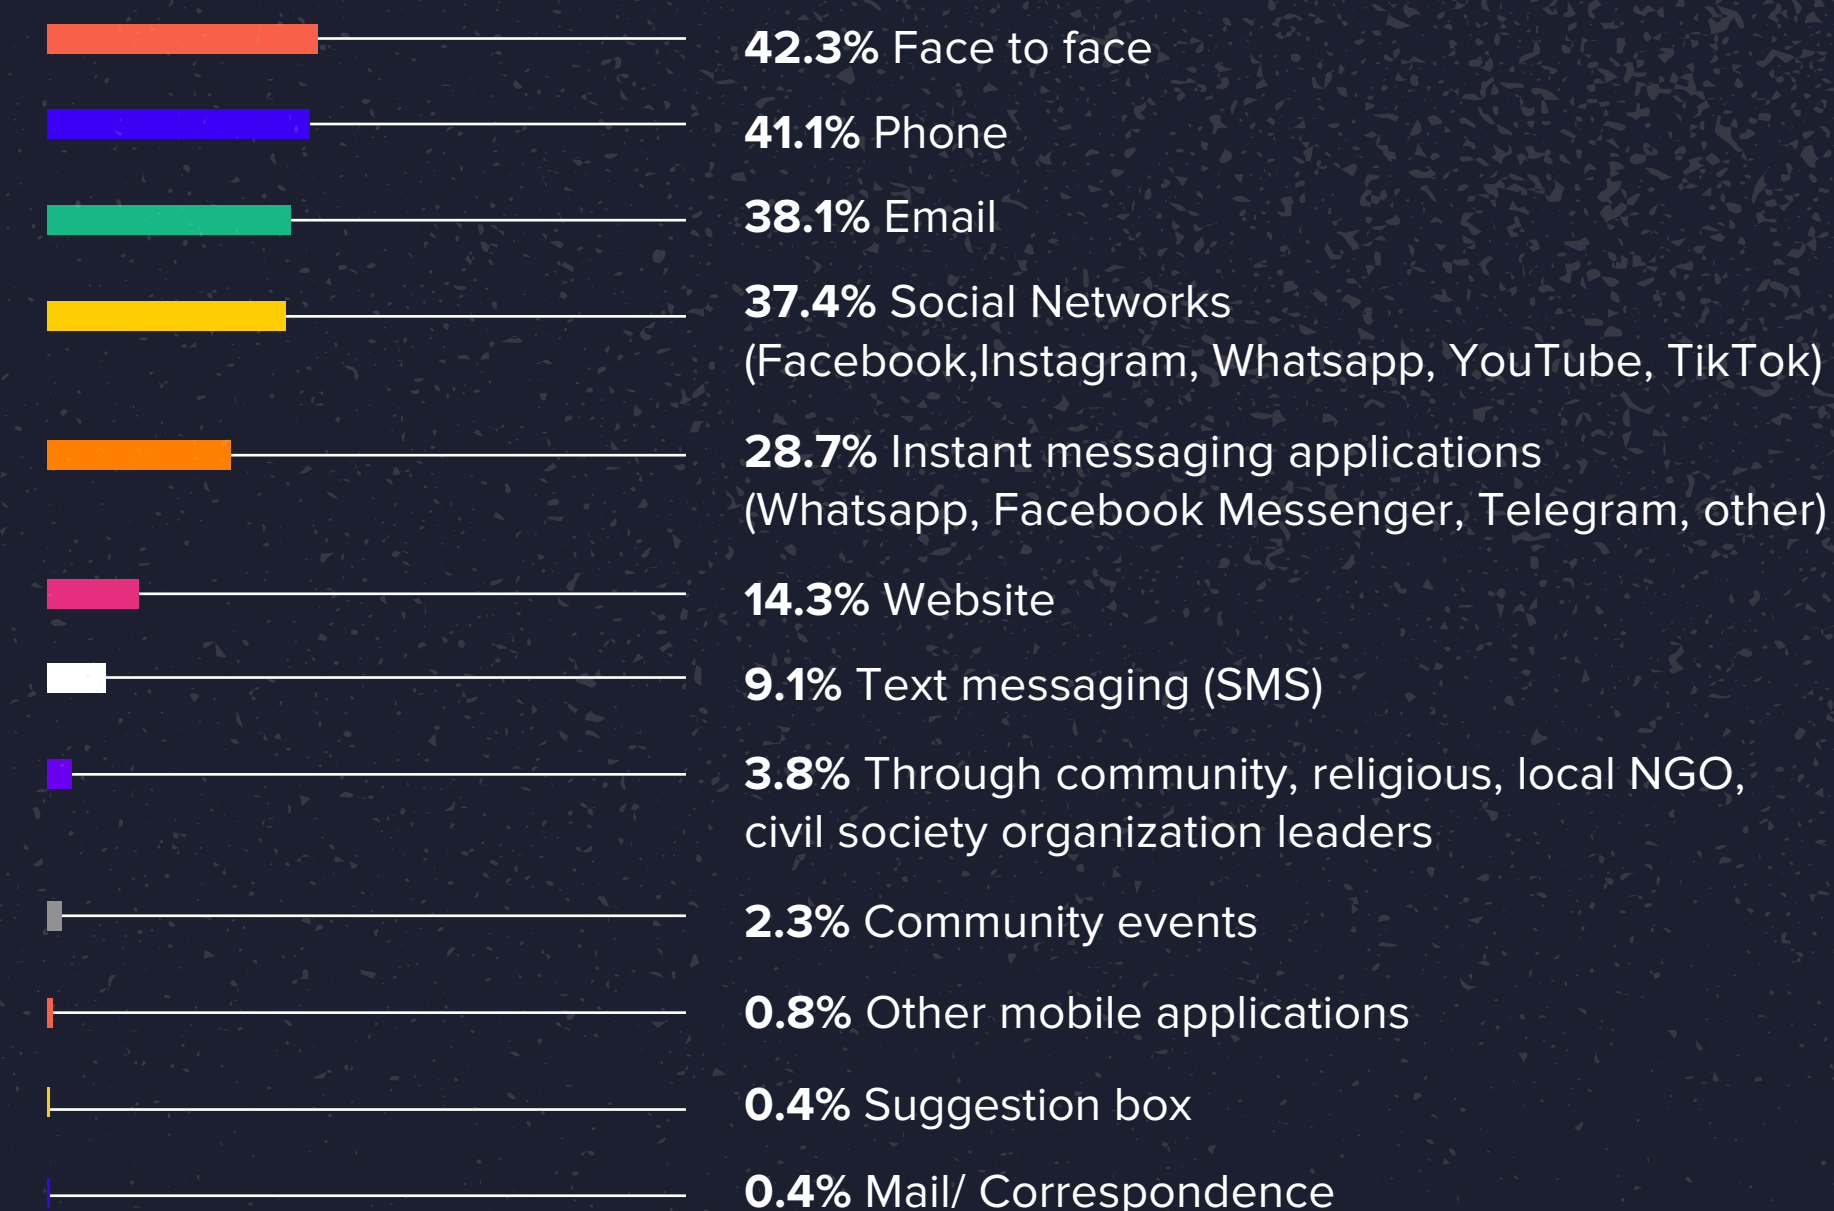 42.3% Face to face
41.1% Phone
38.1% Email
37.4% Social Networks
(Facebook,Instagram, Whatsapp, YouTube, TikTok)
28.7% Instant messaging applications
(Whatsapp, Facebook Messenger, Telegram, other)
14.3% Website
9.1% Text messaging (SMS)
3.8% Through community, religious, local NGO,
civil society organization leaders
2.3% Community events
0.8% Other mobile applications
0.4% Suggestion box
0.4% Mail/ Correspondence